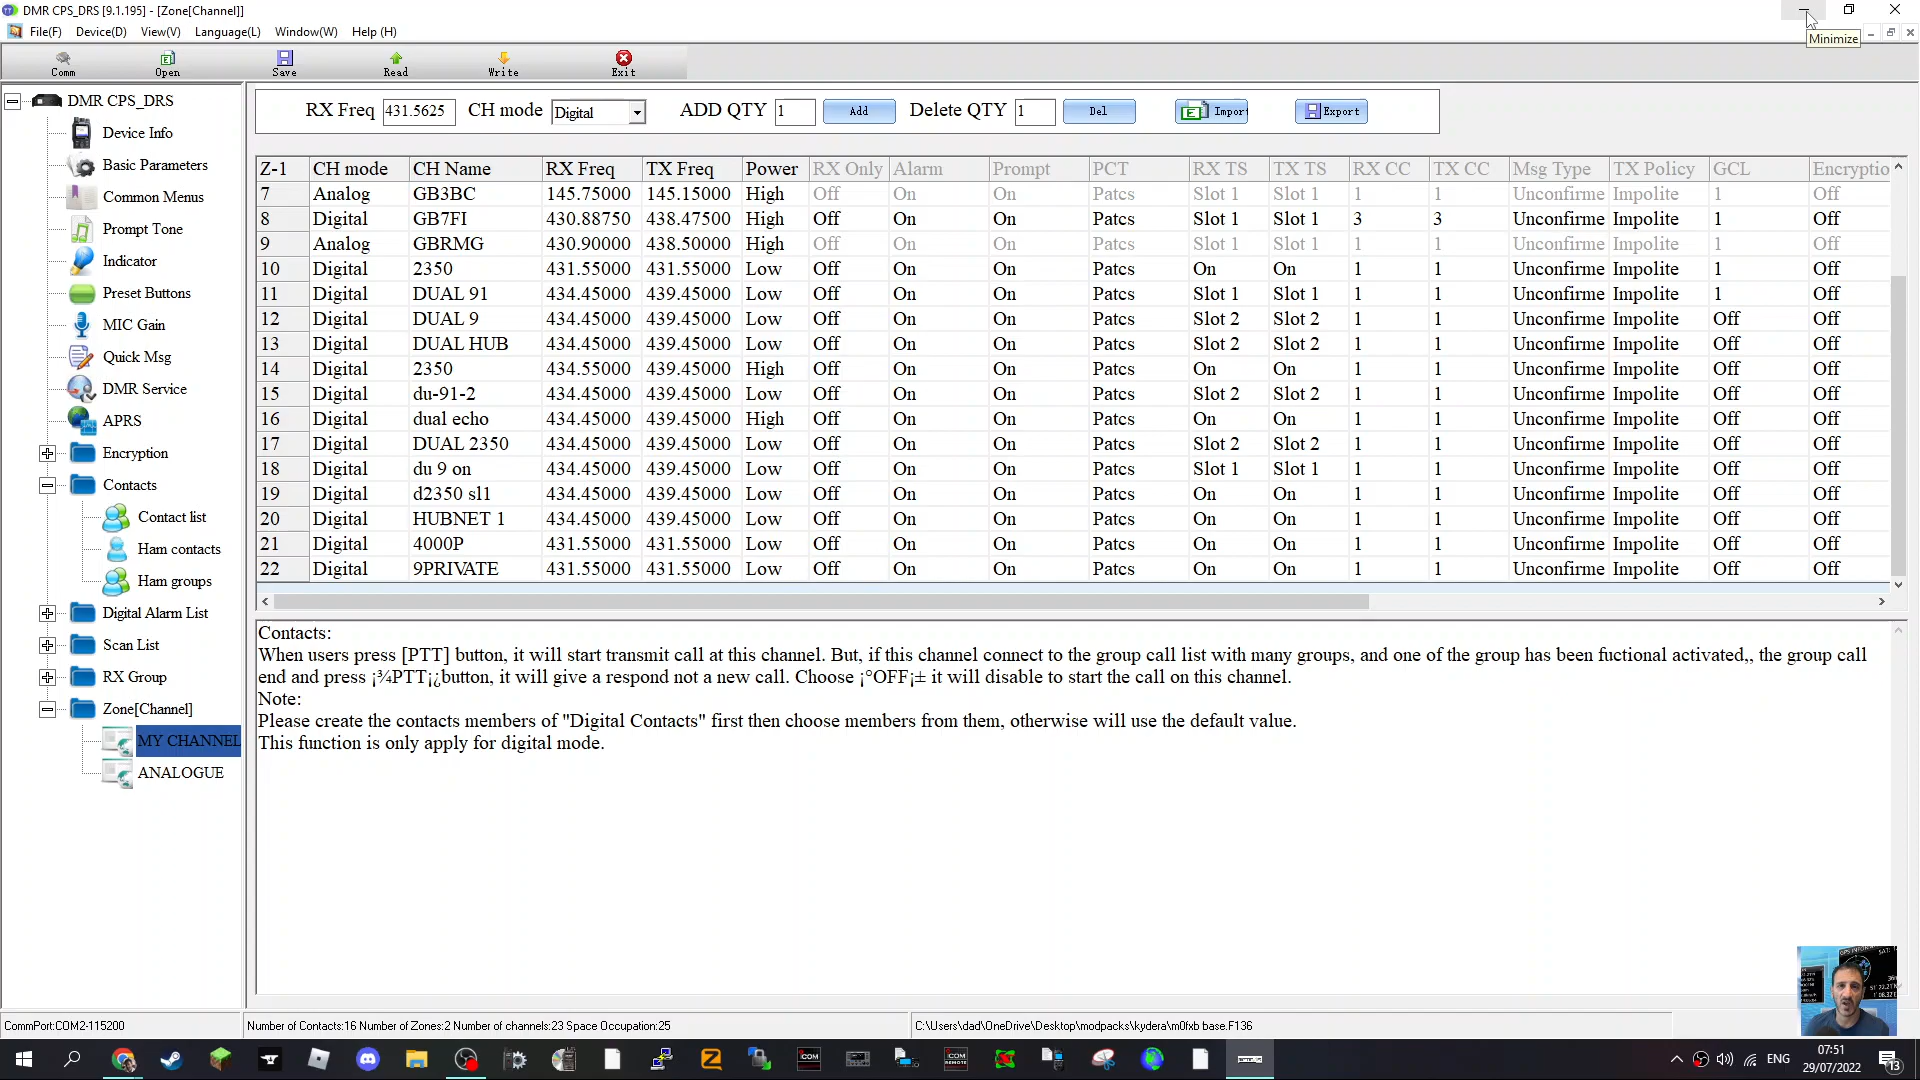 DMR CPS_DRS [9.1.195] - [Zone[Channel]]
Minimize
File(F) Device(D) View(V) Language(L) Window(W) Help (H)
Comm Open Save Read Write Exit
RX Freq 431.5625 CH mode Digital ADD QTY 1 Add Delete QTY 1 Del Import Export
DMR CPS_DRS
Device Info
Basic Parameters
Common Menus
Prompt Tone
Indicator
Preset Buttons
MIC Gain
Quick Msg
DMR Service
APRS
Encryption
Contacts
Contact list
Ham contacts
Ham groups
Digital Alarm List
Scan List
RX Group
Zone[Channel]
MY CHANNEL
ANALOGUE
Z-1 CH mode CH Name RX Freq TX Freq Power RX Only Alarm Prompt PCT RX TS TX TS RX CC TX CC Msg Type TX Policy GCL Encryptio
7 Analog GB3BC 145.75000 145.15000 High Off On On Patcs Slot 1 Slot 1 1 1 Unconfirme Impolite 1 Off
8 Digital GB7FI 430.88750 438.47500 High Off On On Patcs Slot 1 Slot 1 3 3 Unconfirme Impolite 1 Off
9 Analog GBRMG 430.90000 438.50000 High Off On On Patcs Slot 1 Slot 1 1 1 Unconfirme Impolite 1 Off
10 Digital 2350 431.55000 431.55000 Low Off On On Patcs On On 1 1 Unconfirme Impolite 1 Off
11 Digital DUAL 91 434.45000 439.45000 Low Off On On Patcs Slot 1 Slot 1 1 1 Unconfirme Impolite 1 Off
12 Digital DUAL 9 434.45000 439.45000 Low Off On On Patcs Slot 2 Slot 2 1 1 Unconfirme Impolite Off Off
13 Digital DUAL HUB 434.45000 439.45000 Low Off On On Patcs Slot 2 Slot 2 1 1 Unconfirme Impolite Off Off
14 Digital 2350 434.55000 439.45000 High Off On On Patcs On On 1 1 Unconfirme Impolite Off Off
15 Digital du-91-2 434.45000 439.45000 Low Off On On Patcs Slot 2 Slot 2 1 1 Unconfirme Impolite Off Off
16 Digital dual echo 434.45000 439.45000 High Off On On Patcs On On 1 1 Unconfirme Impolite Off Off
17 Digital DUAL 2350 434.45000 439.45000 Low Off On On Patcs Slot 2 Slot 2 1 1 Unconfirme Impolite Off Off
18 Digital du 9 on 434.45000 439.45000 Low Off On On Patcs Slot 1 Slot 1 1 1 Unconfirme Impolite Off Off
19 Digital d2350 sl1 434.45000 439.45000 Low Off On On Patcs On On 1 1 Unconfirme Impolite Off Off
20 Digital HUBNET 1 434.45000 439.45000 Low Off On On Patcs On On 1 1 Unconfirme Impolite Off Off
21 Digital 4000P 431.55000 431.55000 Low Off On On Patcs On On 1 1 Unconfirme Impolite Off Off
22 Digital 9PRIVATE 431.55000 431.55000 Low Off On On Patcs On On 1 1 Unconfirme Impolite Off Off
Contacts:
When users press [PTT] button, it will start transmit call at this channel. But, if this channel connect to the group call list with many groups, and one of the group has been fuctional activated,, the group call
end and press ¡¾PTT¡¿button, it will give a respond not a new call. Choose ¡°OFF¡± it will disable to start the call on this channel.
Note:
Please create the contacts members of "Digital Contacts" first then choose members from them, otherwise will use the default value.
This function is only apply for digital mode.
CommPort:COM2-115200 Number of Contacts:16 Number of Zones:2 Number of channels:23 Space Occupation:25 C:\Users\dad\OneDrive\Desktop\modpacks\kydera\m0fxb base.F136
ENG 07:51
29/07/2022
13